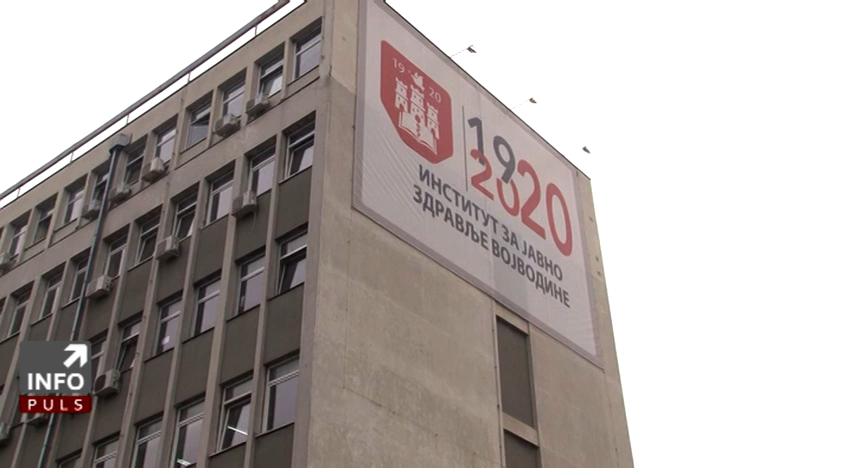 19 20
1920
2020
ИНСТИТУТ ЗА ЈАВНО
ЗДРАВЉЕ ВОЈВОДИНЕ
INFO
PULS